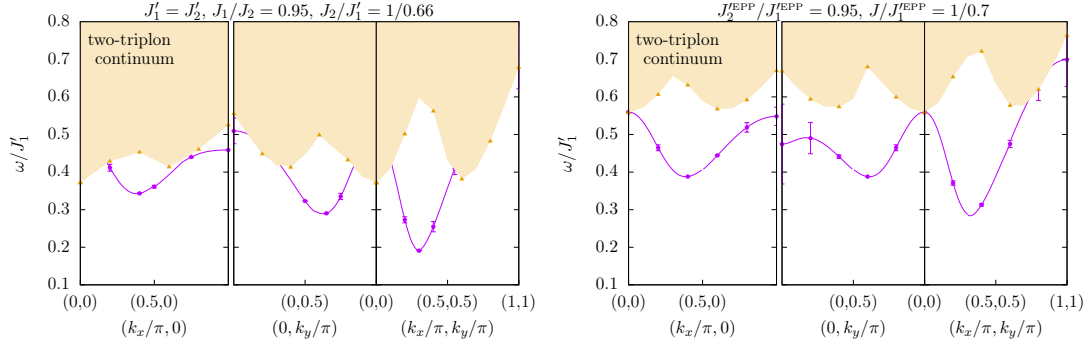 J′₁ = J′₂, J₁/J₂ = 0.95, J₂/J′₁ = 1/0.66
two-triplon
continuum
ω/J′₁
0.8
0.7
0.6
0.5
0.4
0.3
0.2
0.1
(0,0)
(0.5,0)
(0,0.5)
(0,0)
(0.5,0.5)
(1,1)
(kₓ/π, 0)
(0, k_y/π)
(kₓ/π, k_y/π)
J′₂ᴱᴾᴾ/J′₁ᴱᴾᴾ = 0.95, J/J′₁ᴱᴾᴾ = 1/0.7
two-triplon
continuum
ω/J′₁
0.8
0.7
0.6
0.5
0.4
0.3
0.2
0.1
(0,0)
(0.5,0)
(0,0.5)
(0,0)
(0.5,0.5)
(1,1)
(kₓ/π, 0)
(0, k_y/π)
(kₓ/π, k_y/π)